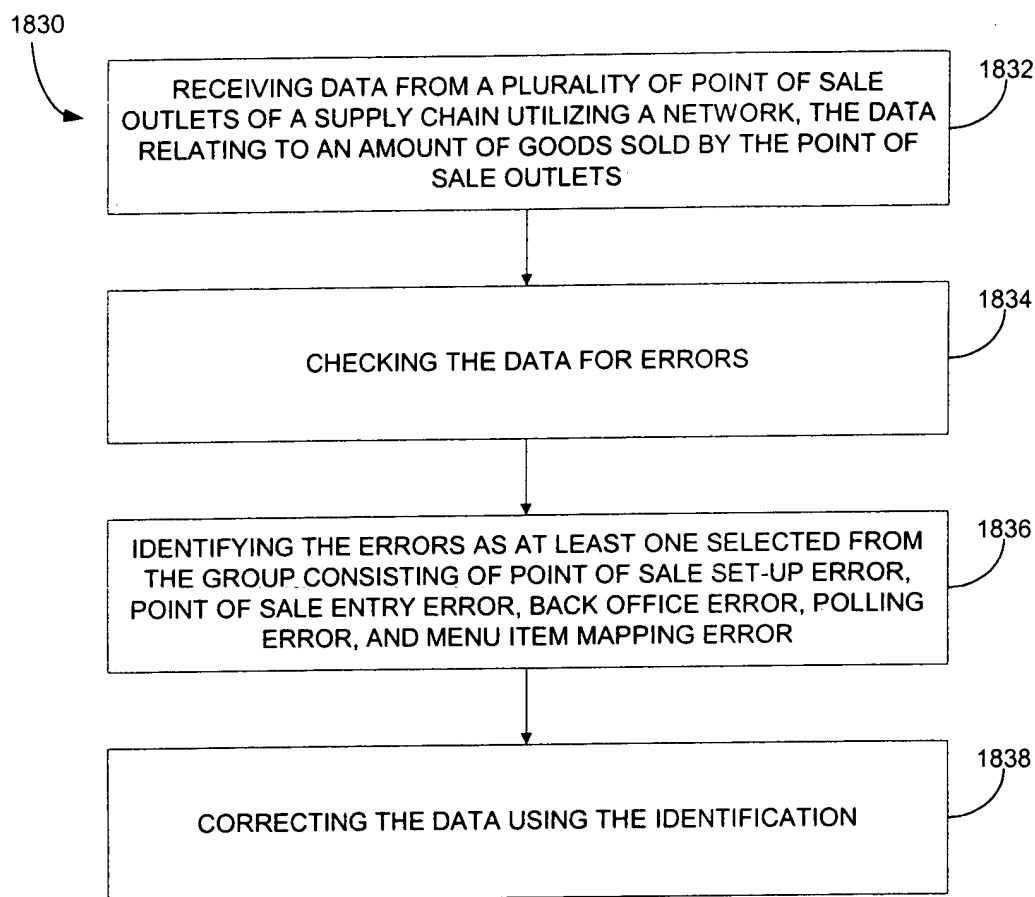 1830
1832
RECEIVING DATA FROM A PLURALITY OF POINT OF SALE
OUTLETS OF A SUPPLY CHAIN UTILIZING A NETWORK, THE DATA
RELATING TO AN AMOUNT OF GOODS SOLD BY THE POINT OF
SALE OUTLETS
1834
CHECKING THE DATA FOR ERRORS
1836
IDENTIFYING THE ERRORS AS AT LEAST ONE SELECTED FROM
THE GROUP CONSISTING OF POINT OF SALE SET-UP ERROR,
POINT OF SALE ENTRY ERROR, BACK OFFICE ERROR, POLLING
ERROR, AND MENU ITEM MAPPING ERROR
1838
CORRECTING THE DATA USING THE IDENTIFICATION